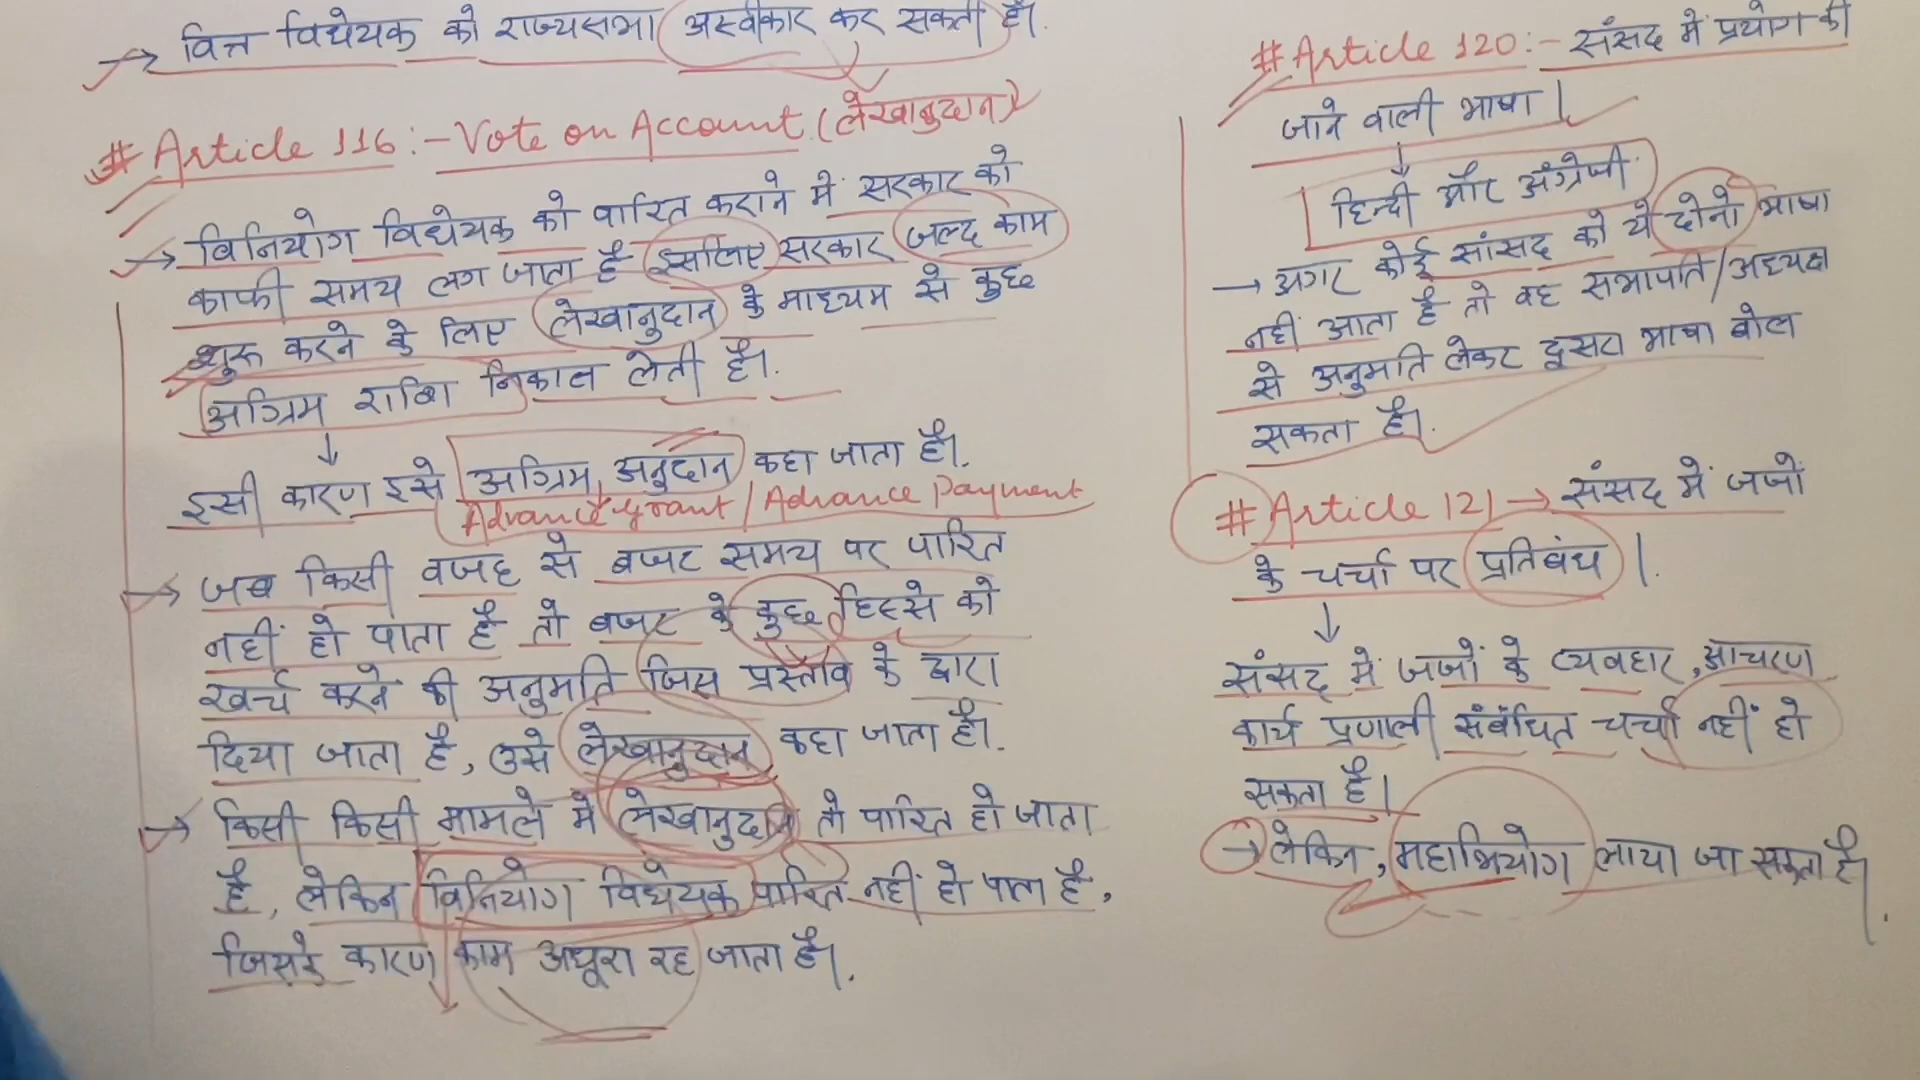 → वित्त विधेयक को राज्यसभा अस्वीकार कर सकती है।
# Article 116:- Vote on Account (लेखानुदान)
→ विनियोग विधेयक को पारित कराने में सरकार को
काफी समय लग जाता है इसलिए सरकार जल्द काम
शुरू करने के लिए लेखानुदान के माध्यम से कुछ
अग्रिम राशि निकाल लेती है।
↓
इसी कारण इसे अग्रिम अनुदान कहा जाता है।
Advance grant / Advance Payment
→ जब किसी वजह से बजट समय पर पारित
नहीं हो पाता है तो बजट के कुछ हिस्से को
खर्च करने की अनुमति जिस प्रस्ताव के द्वारा
दिया जाता है, उसे लेखानुदान कहा जाता है।
→ किसी किसी मामले में लेखानुदान तो पारित हो जाता
है, लेकिन विनियोग विधेयक पारित नहीं हो पाता है,
जिसके कारण काम अधूरा रह जाता है।
# Article 120:- संसद में प्रयोग की
जाने वाली भाषा।
↓
हिन्दी और अंग्रेजी
→ अगर कोई सांसद को ये दोनों भाषा
नहीं आता है तो वह सभापति/अध्यक्ष
से अनुमति लेकर दूसरा भाषा बोल
सकता है।
# Article 121 → संसद में जजों
के चर्चा पर प्रतिबंध।
↓
संसद में जजों के व्यवहार, आचरण
कार्य प्रणाली संबंधित चर्चा नहीं हो
सकता है।
→ लेकिन, महाभियोग लाया जा सकता है।